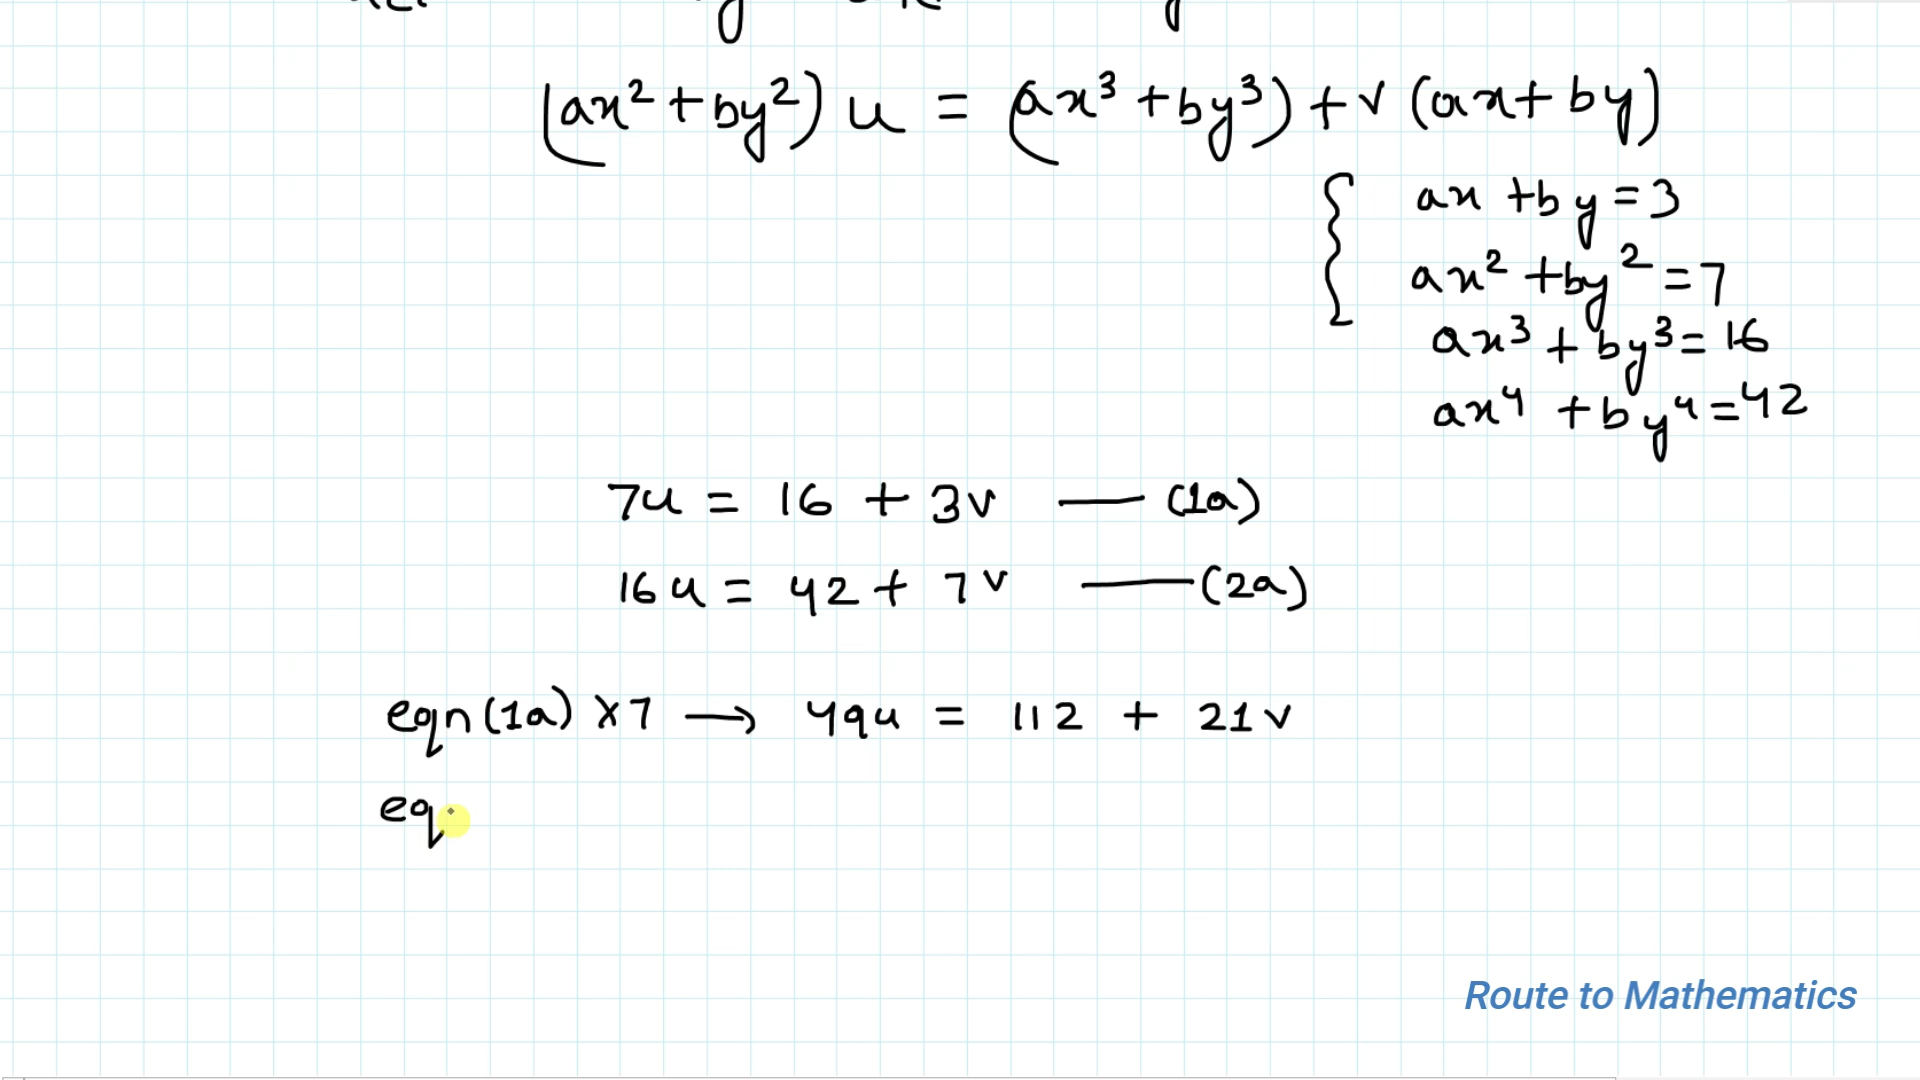 (ax² + by²) u = (ax³ + by³) + v (ax + by)
ax + by = 3
ax² + by² = 7
ax³ + by³ = 16
ax⁴ + by⁴ = 42
7u = 16 + 3v —— (1a)
16u = 42 + 7v —— (2a)
eqn (1a) × 7 → 49u = 112 + 21v
eq
Route to Mathematics